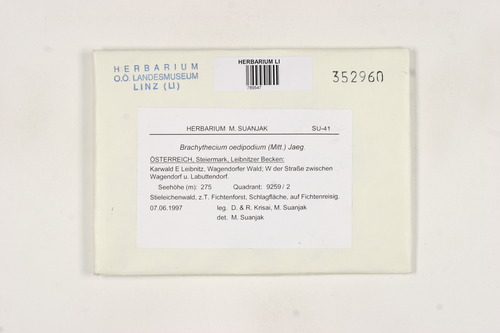 HERBARIUM
O.Ö. LANDESMUSEUM
LINZ (LI)
HERBARIUM LI
789547
352960
HERBARIUM M. SUANJAK SU-41
Brachythecium oedipodium (Mitt.) Jaeg.
ÖSTERREICH, Steiermark, Leibnitzer Becken:
Karwald E Leibnitz, Wagendorfer Wald; W der Straße zwischen
Wagendorf u. Labuttendorf.
Seehöhe (m): 275 Quadrant: 9259 / 2
Stieleichenwald, z.T. Fichtenforst, Schlagfläche, auf Fichtenreisig.
07.06.1997 leg. D. & R. Krisai, M. Suanjak
det. M. Suanjak